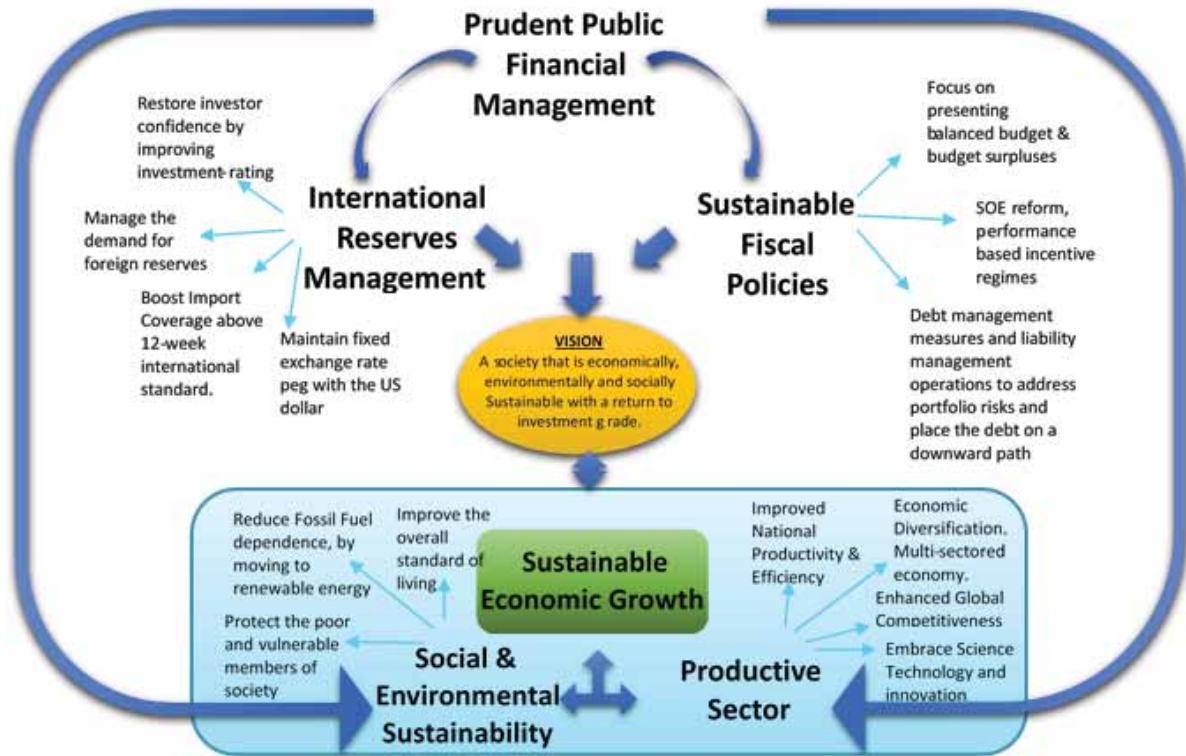 Prudent Public
Financial
Management
Restore investor
confidence by
improving
investment-rating
Manage the
demand for
foreign reserves
Boost Import
Coverage above
12-week
international
standard.
Maintain fixed
exchange rate
peg with the US
dollar
International
Reserves
Management
Sustainable
Fiscal
Policies
Focus on
presenting
balanced budget &
budget surpluses
SOE reform,
performance
based incentive
regimes
Debt management
measures and liability
management
operations to address
portfolio risks and
place the debt on a
downward path
VISION
A society that is economically,
environmentally and socially
Sustainable with a return to
investment g rade.
Reduce Fossil Fuel
dependence, by
moving to
renewable energy
Improve the
overall
standard of
living
Protect the poor
and vulnerable
members of
society
Sustainable
Economic Growth
Social &
Environmental
Sustainability
Productive
Sector
Improved
National
Productivity &
Efficiency
Economic
Diversification.
Multi-sectored
economy.
Enhanced Global
Competitiveness
Embrace Science
Technology and
innovation